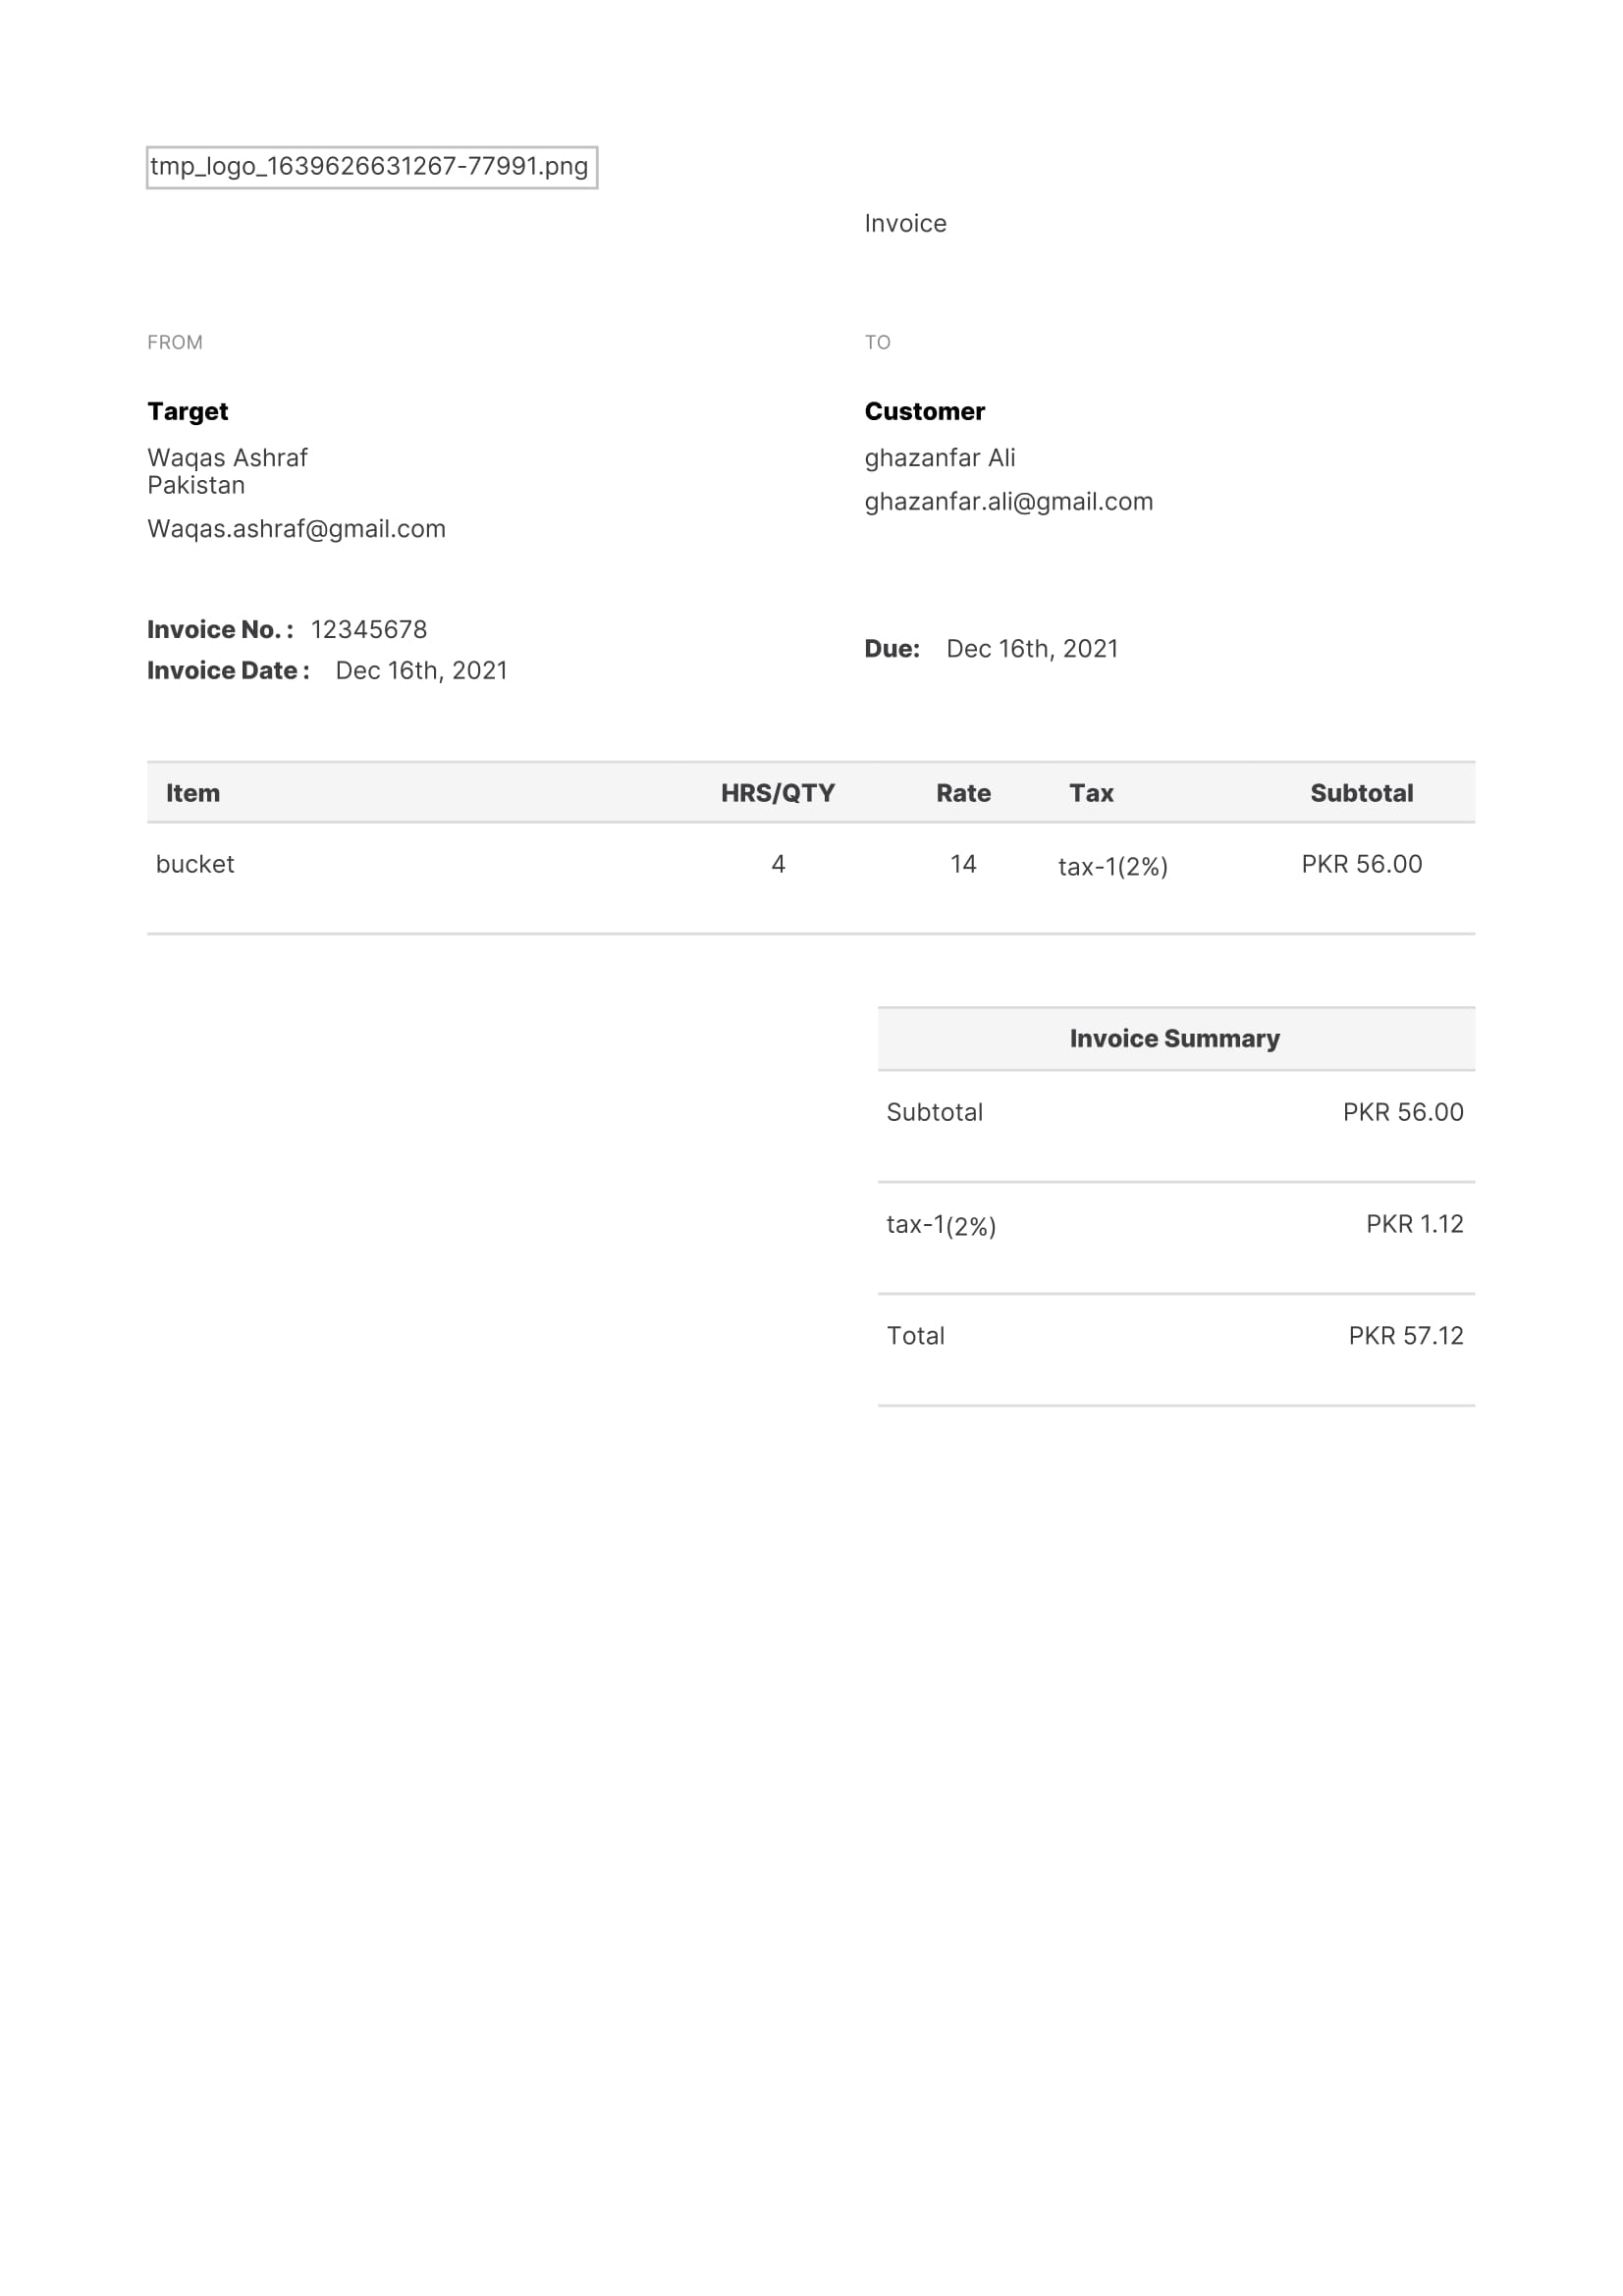 tmp_logo_1639626631267-77991.png
Invoice
FROM
Target
Waqas Ashraf
Pakistan
Waqas.ashraf@gmail.com
TO
Customer
ghazanfar Ali
ghazanfar.ali@gmail.com
Invoice No. : 12345678
Invoice Date : Dec 16th, 2021
Due: Dec 16th, 2021
Item HRS/QTY Rate Tax Subtotal
bucket 4 14 tax-1(2%) PKR 56.00
Invoice Summary
Subtotal PKR 56.00
tax-1(2%) PKR 1.12
Total PKR 57.12